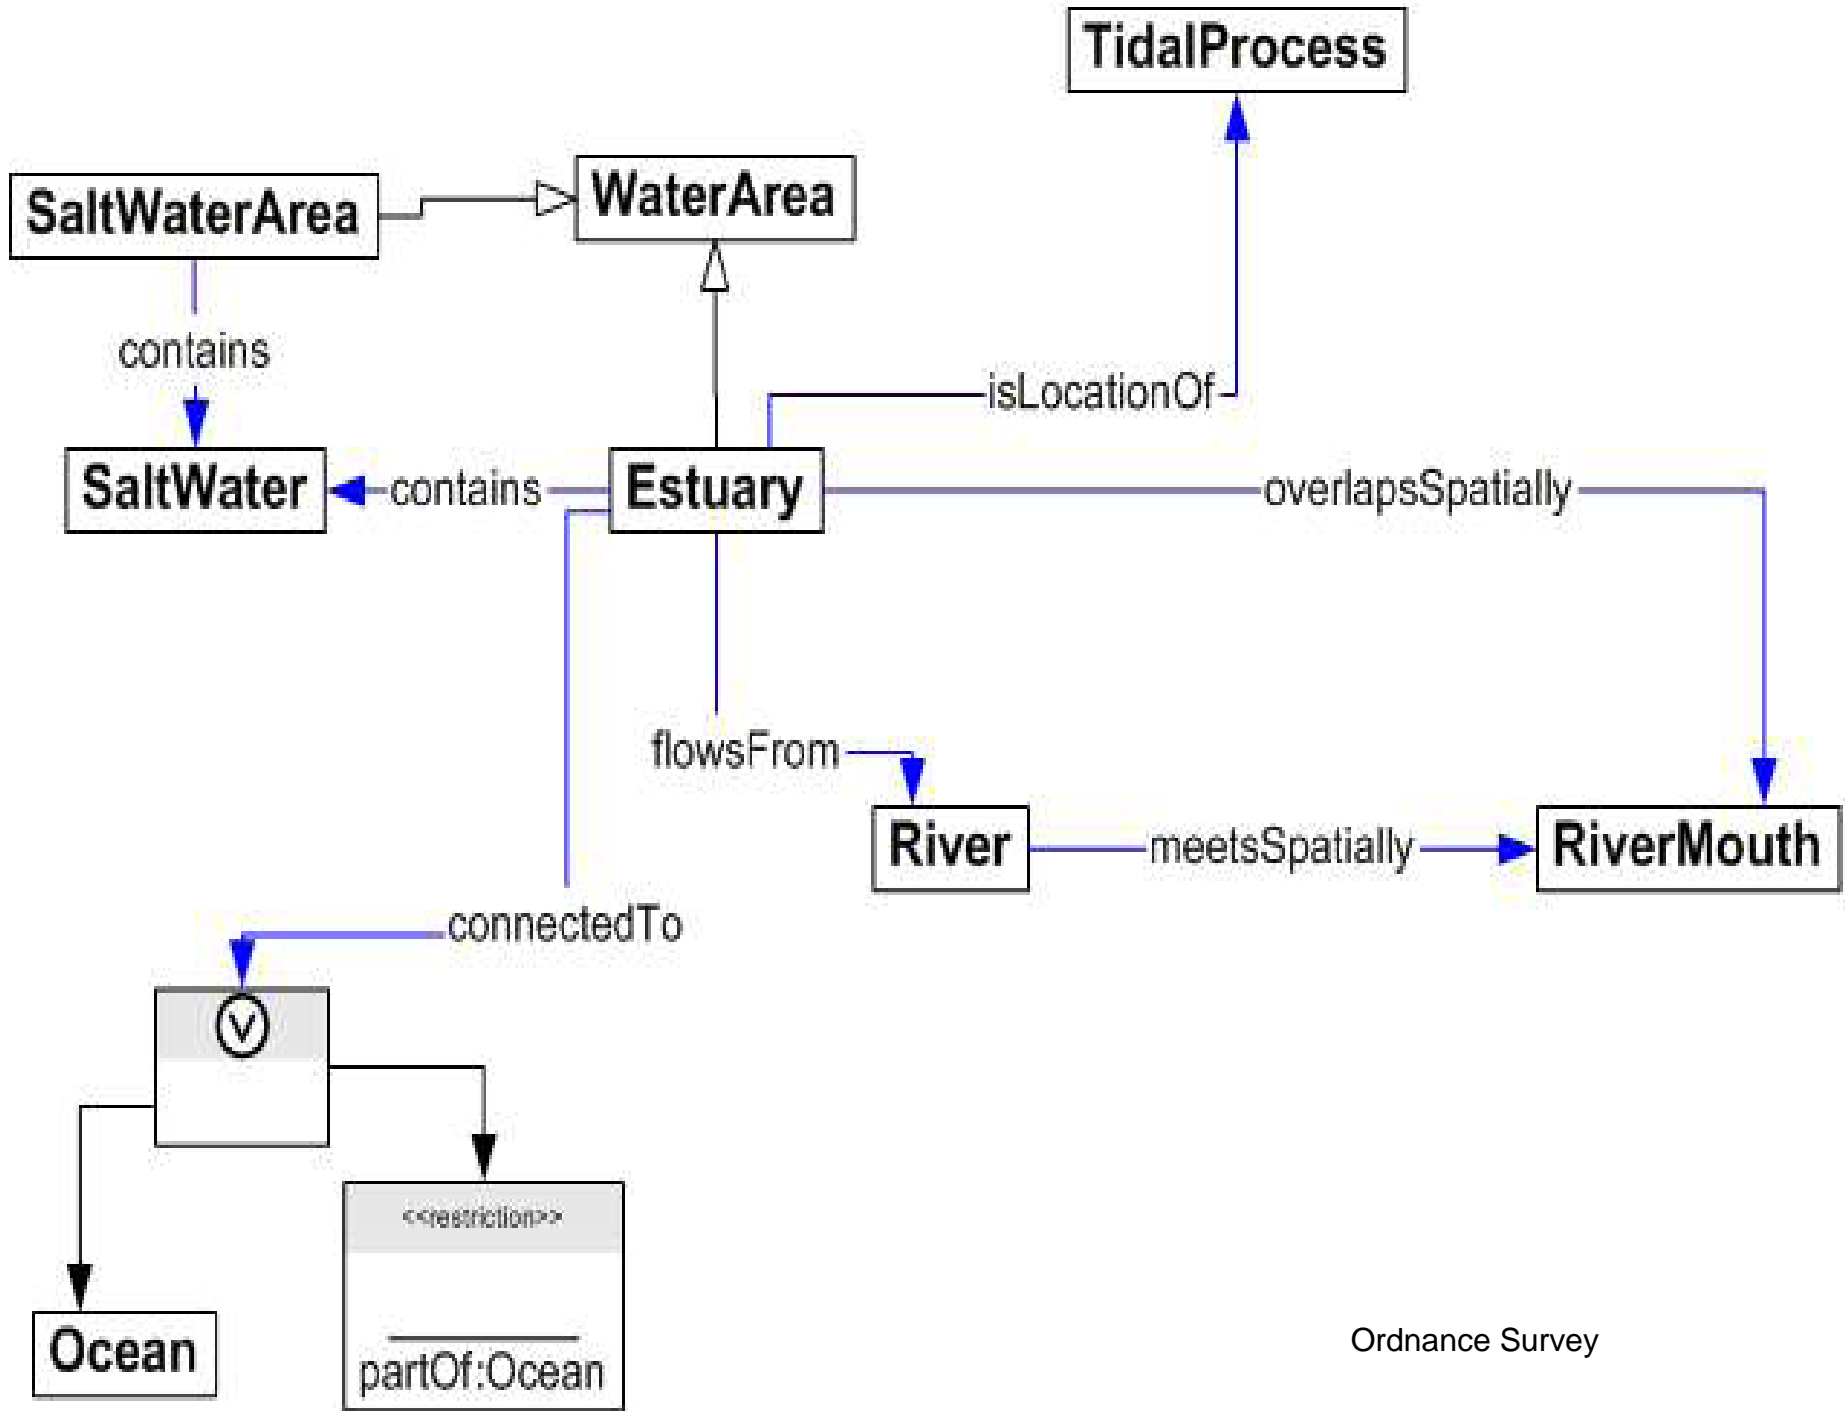 TidalProcess
SaltWaterArea
WaterArea
contains
isLocationOf
SaltWater
contains
Estuary
overlapsSpatially
flowsFrom
River
meetsSpatially
RiverMouth
connectedTo
V
<<restriction>>
Ocean
partOf:Ocean
Ordnance Survey